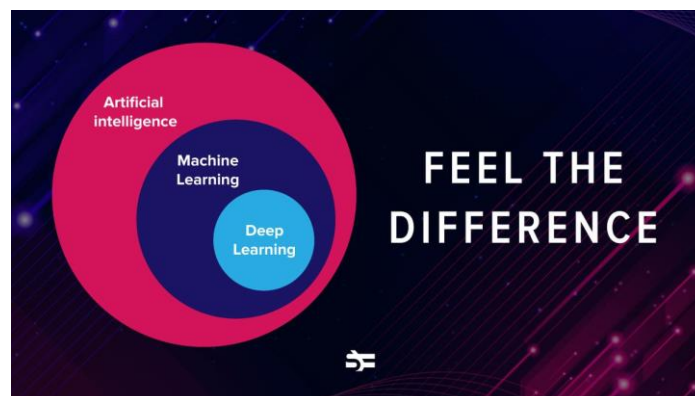 Artificial
intelligence
Machine
Learning
Deep
Learning
FEEL THE
DIFFERENCE